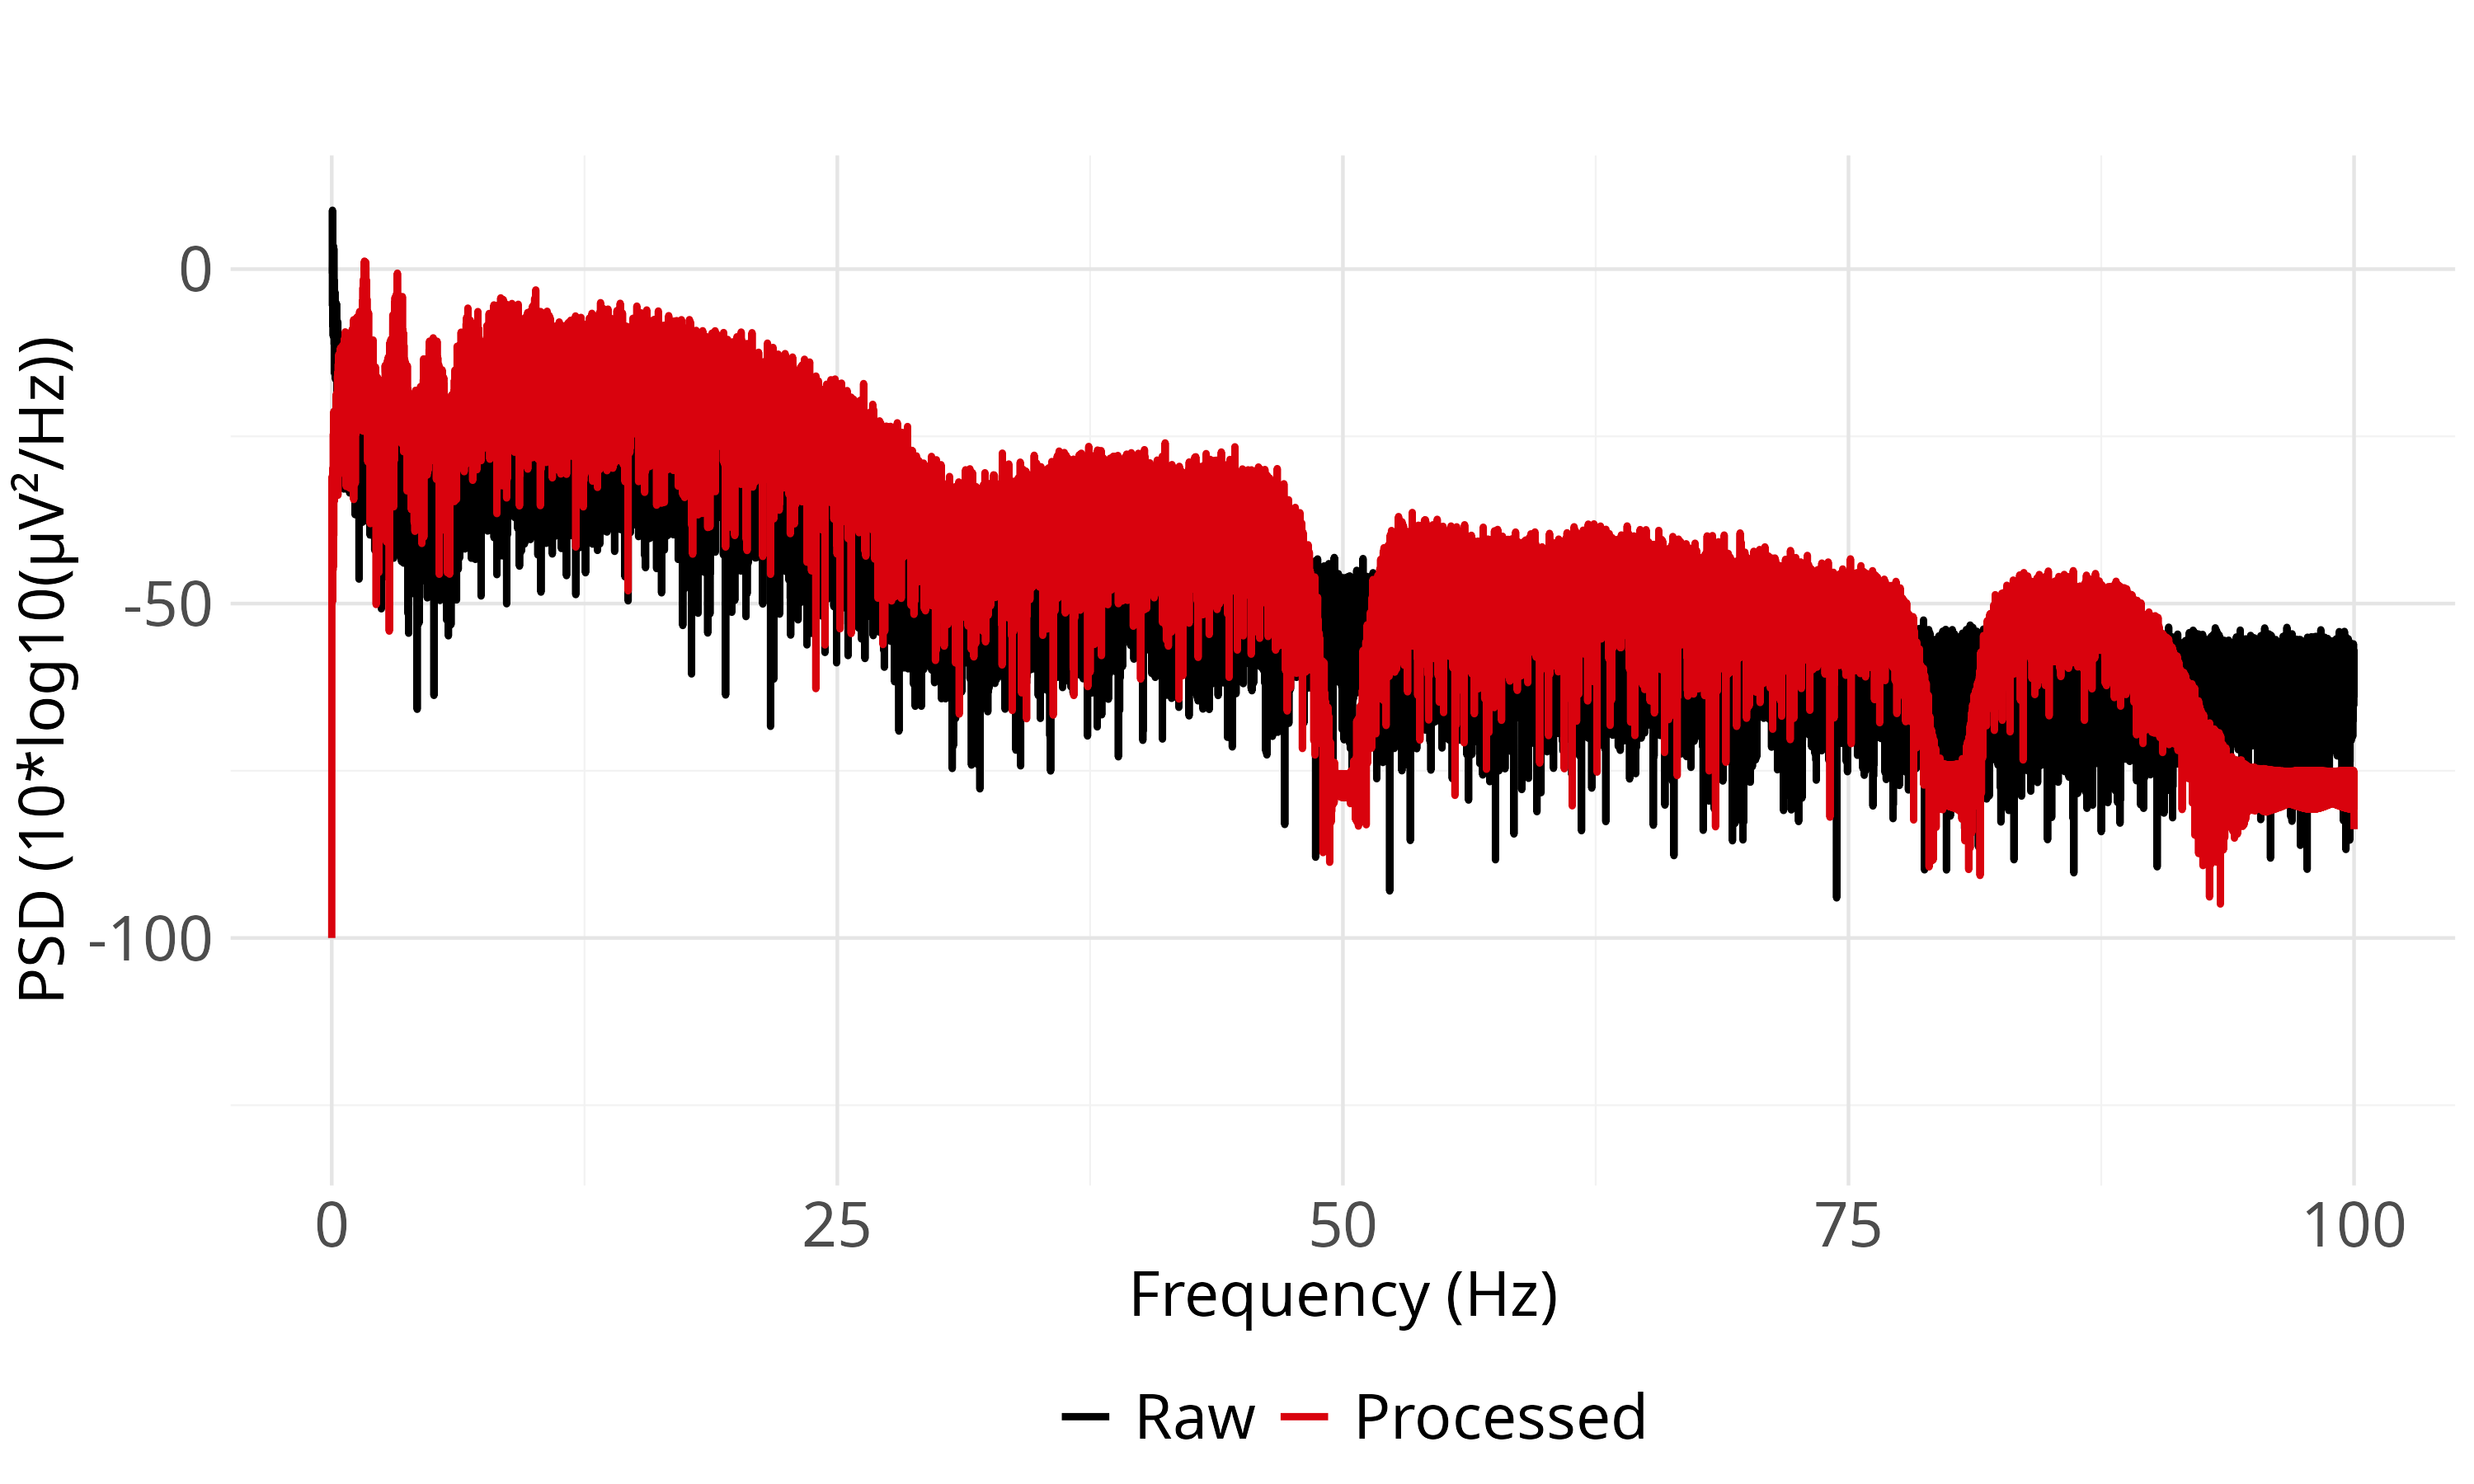 PSD (10*log10(µV²/Hz)))
0
-50
-100
0 25 50 75 100
Frequency (Hz)
Raw Processed